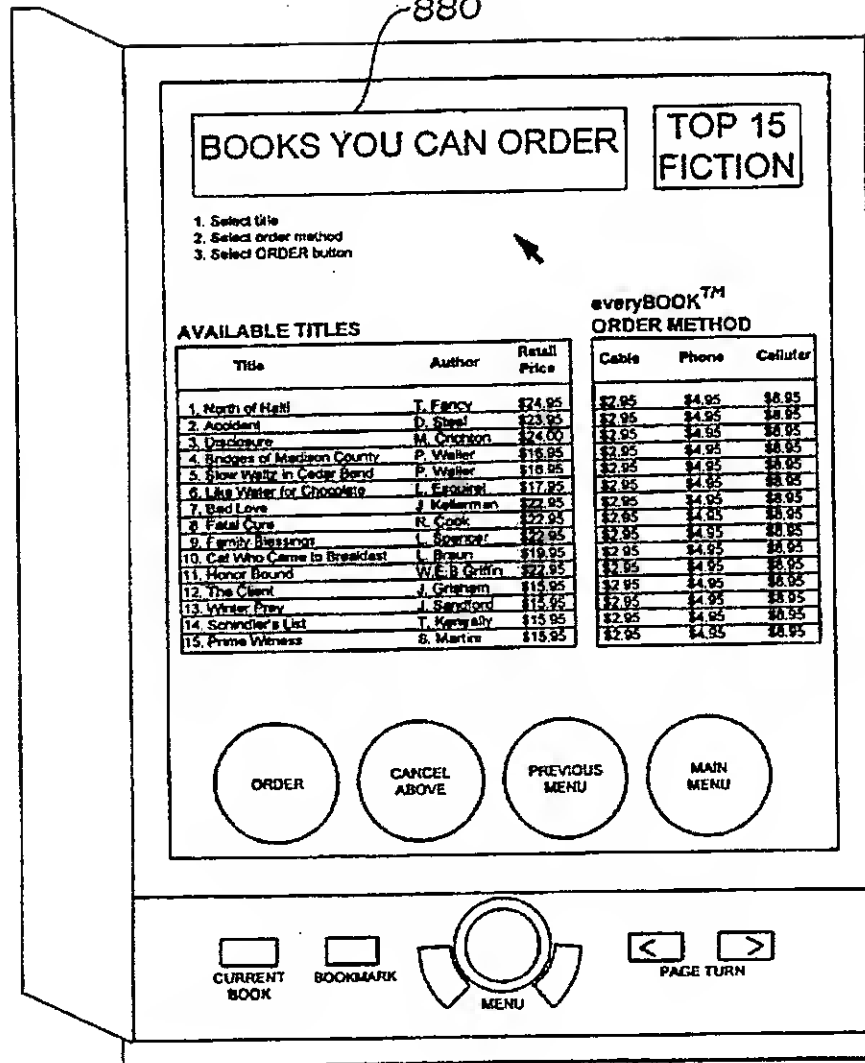 880
BOOKS YOU CAN ORDER
TOP 15
FICTION
1. Select title
2. Select order method
3. Select ORDER button
everyBOOK™
ORDER METHOD
AVAILABLE TITLES
Title Author Retail Price Cable Phone Cellular
1. North of Haiti T. Fancy $24.95 $2.95 $4.95 $8.95
2. Accident D. Steel $23.95 $2.95 $4.95 $8.95
3. Disclosure M. Crichton $24.00 $2.95 $4.95 $8.95
4. Bridges of Madison County P. Waller $16.95 $2.95 $4.95 $8.95
5. Slow Waltz in Cedar Bend P. Waller $16.95 $2.95 $4.95 $8.95
6. Like Water for Chocolate L. Esquirel $17.95 $2.95 $4.95 $8.95
7. Bad Love J. Kellerman $22.95 $2.95 $4.95 $8.95
8. Fatal Cure R. Cook $22.95 $2.95 $4.95 $8.95
9. Family Blessings L. Spencer $22.95 $2.95 $4.95 $8.95
10. Cat Who Came to Breakfast L. Braun $19.95 $2.95 $4.95 $8.95
11. Honor Bound W.E.B Griffin $22.95 $2.95 $4.95 $8.95
12. The Client J. Grisham $15.95 $2.95 $4.95 $8.95
13. Winter Prey J. Sandford $15.95 $2.95 $4.95 $8.95
14. Schindler's List T. $15.95 $2.95 $4.95 $8.95
15. Prime Witness S. Martini $15.95 $2.95 $4.95 $8.95
ORDER
CANCEL
ABOVE
PREVIOUS
MENU
MAIN
MENU
< >
CURRENT
BOOK
BOOKMARK
MENU
PAGE TURN